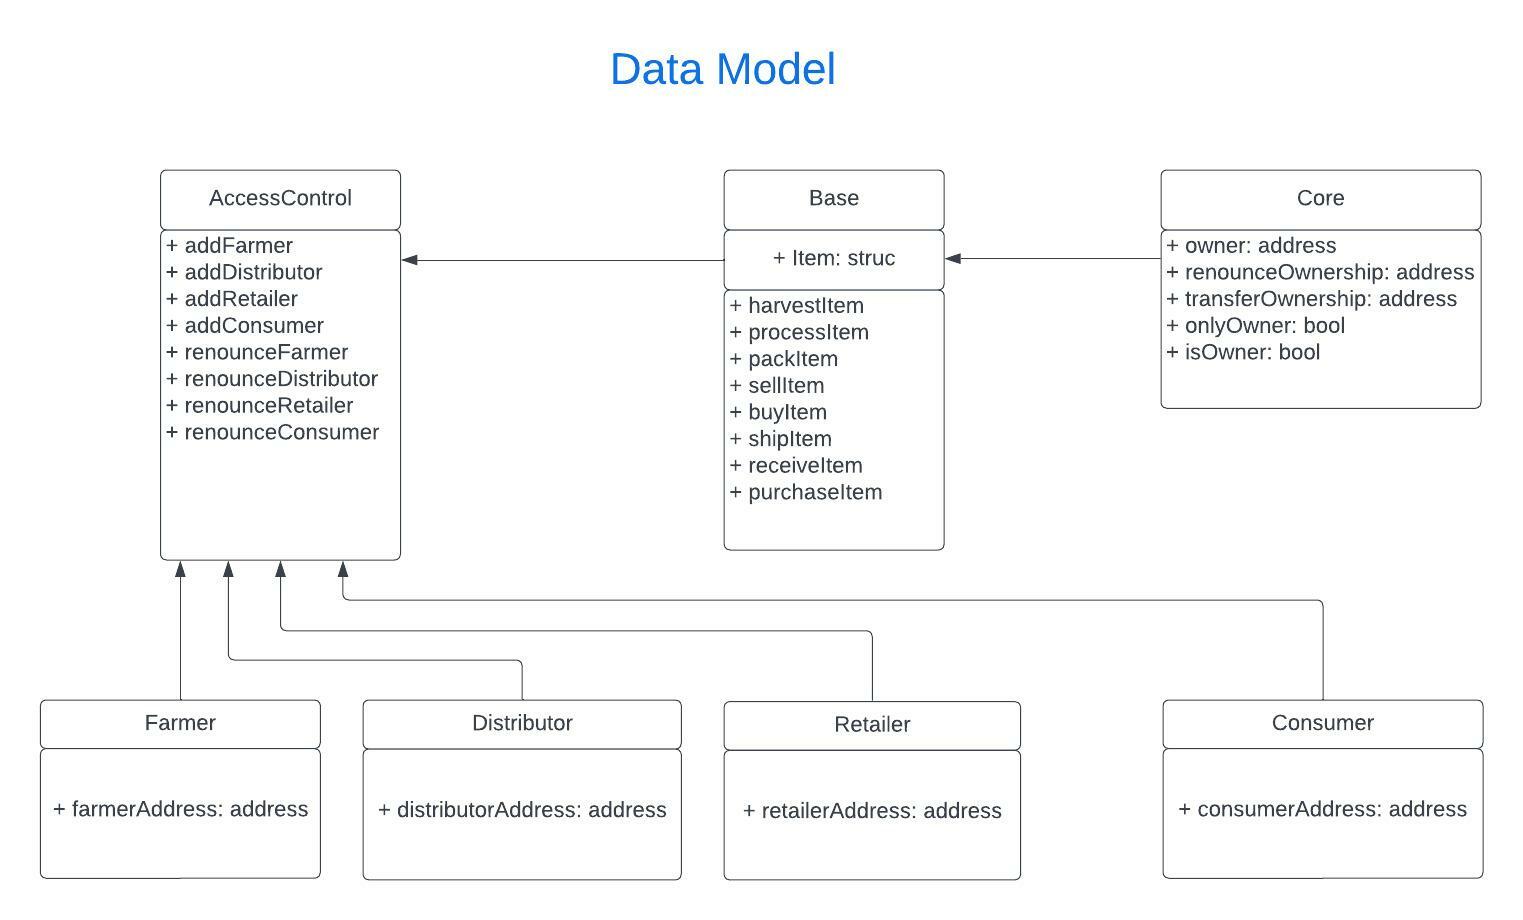 Data Model
AccessControl
+ addFarmer
+ addDistributor
+ addRetailer
+ addConsumer
+ renounceFarmer
+ renounceDistributor
+ renounceRetailer
+ renounceConsumer
Base
+ Item: struc
+ harvestItem
+ processItem
+ packItem
+ sellItem
+ buyItem
+ shipItem
+ receiveItem
+ purchaseItem
Core
+ owner: address
+ renounceOwnership: address
+ transferOwnership: address
+ onlyOwner: bool
+ isOwner: bool
Farmer
+ farmerAddress: address
Distributor
+ distributorAddress: address
Retailer
+ retailerAddress: address
Consumer
+ consumerAddress: address